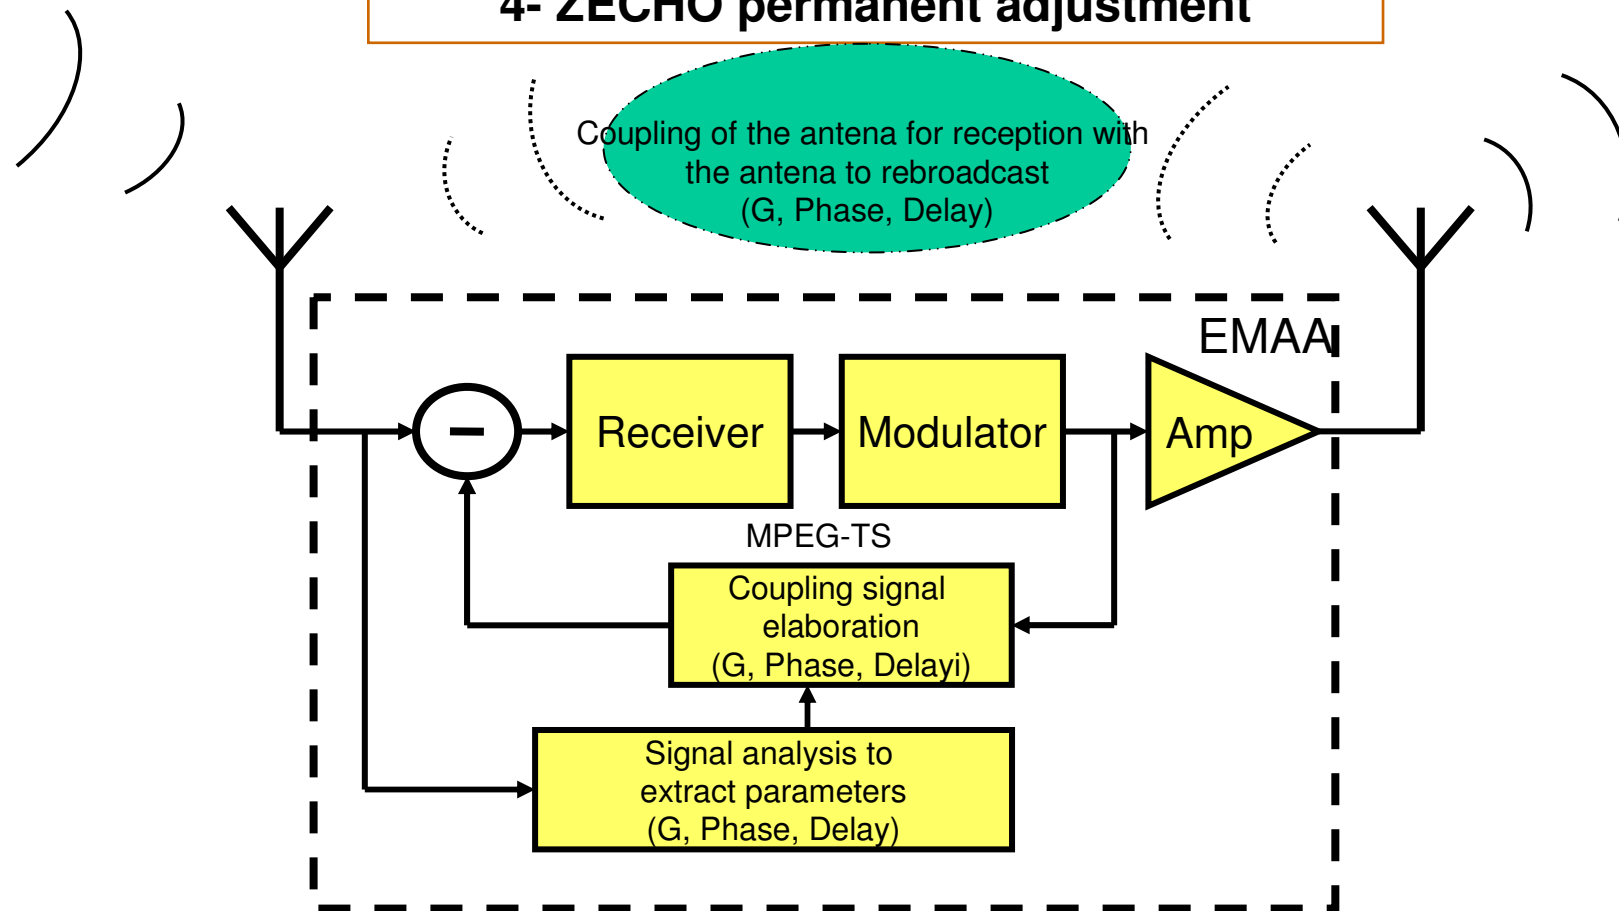 4- ZECHO permanent adjustment
Coupling of the antena for reception with
the antena to rebroadcast
(G, Phase, Delay)
EMAA
Receiver
Modulator
Amp
MPEG-TS
Coupling signal
elaboration
(G, Phase, Delayi)
Signal analysis to
extract parameters
(G, Phase, Delay)